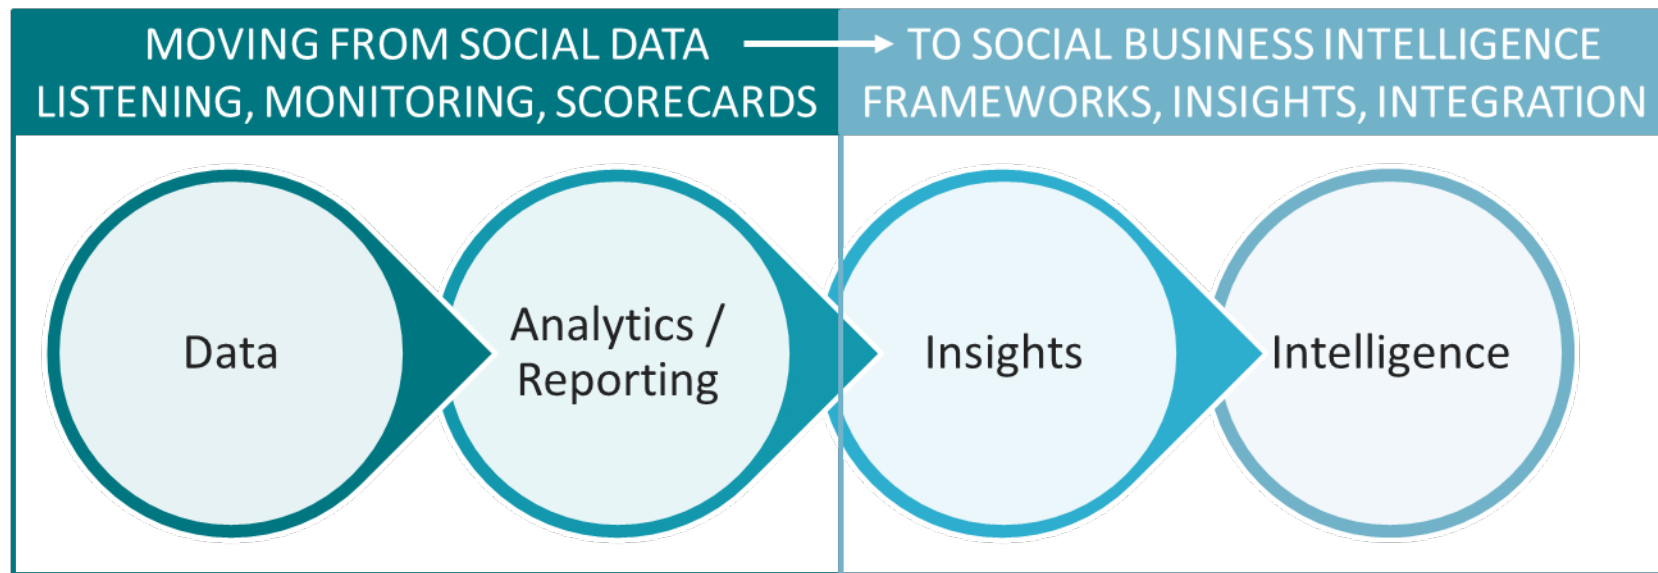 MOVING FROM SOCIAL DATA
LISTENING, MONITORING, SCORECARDS
TO SOCIAL BUSINESS INTELLIGENCE
FRAMEWORKS, INSIGHTS, INTEGRATION
Data
Analytics /
Reporting
Insights
Intelligence